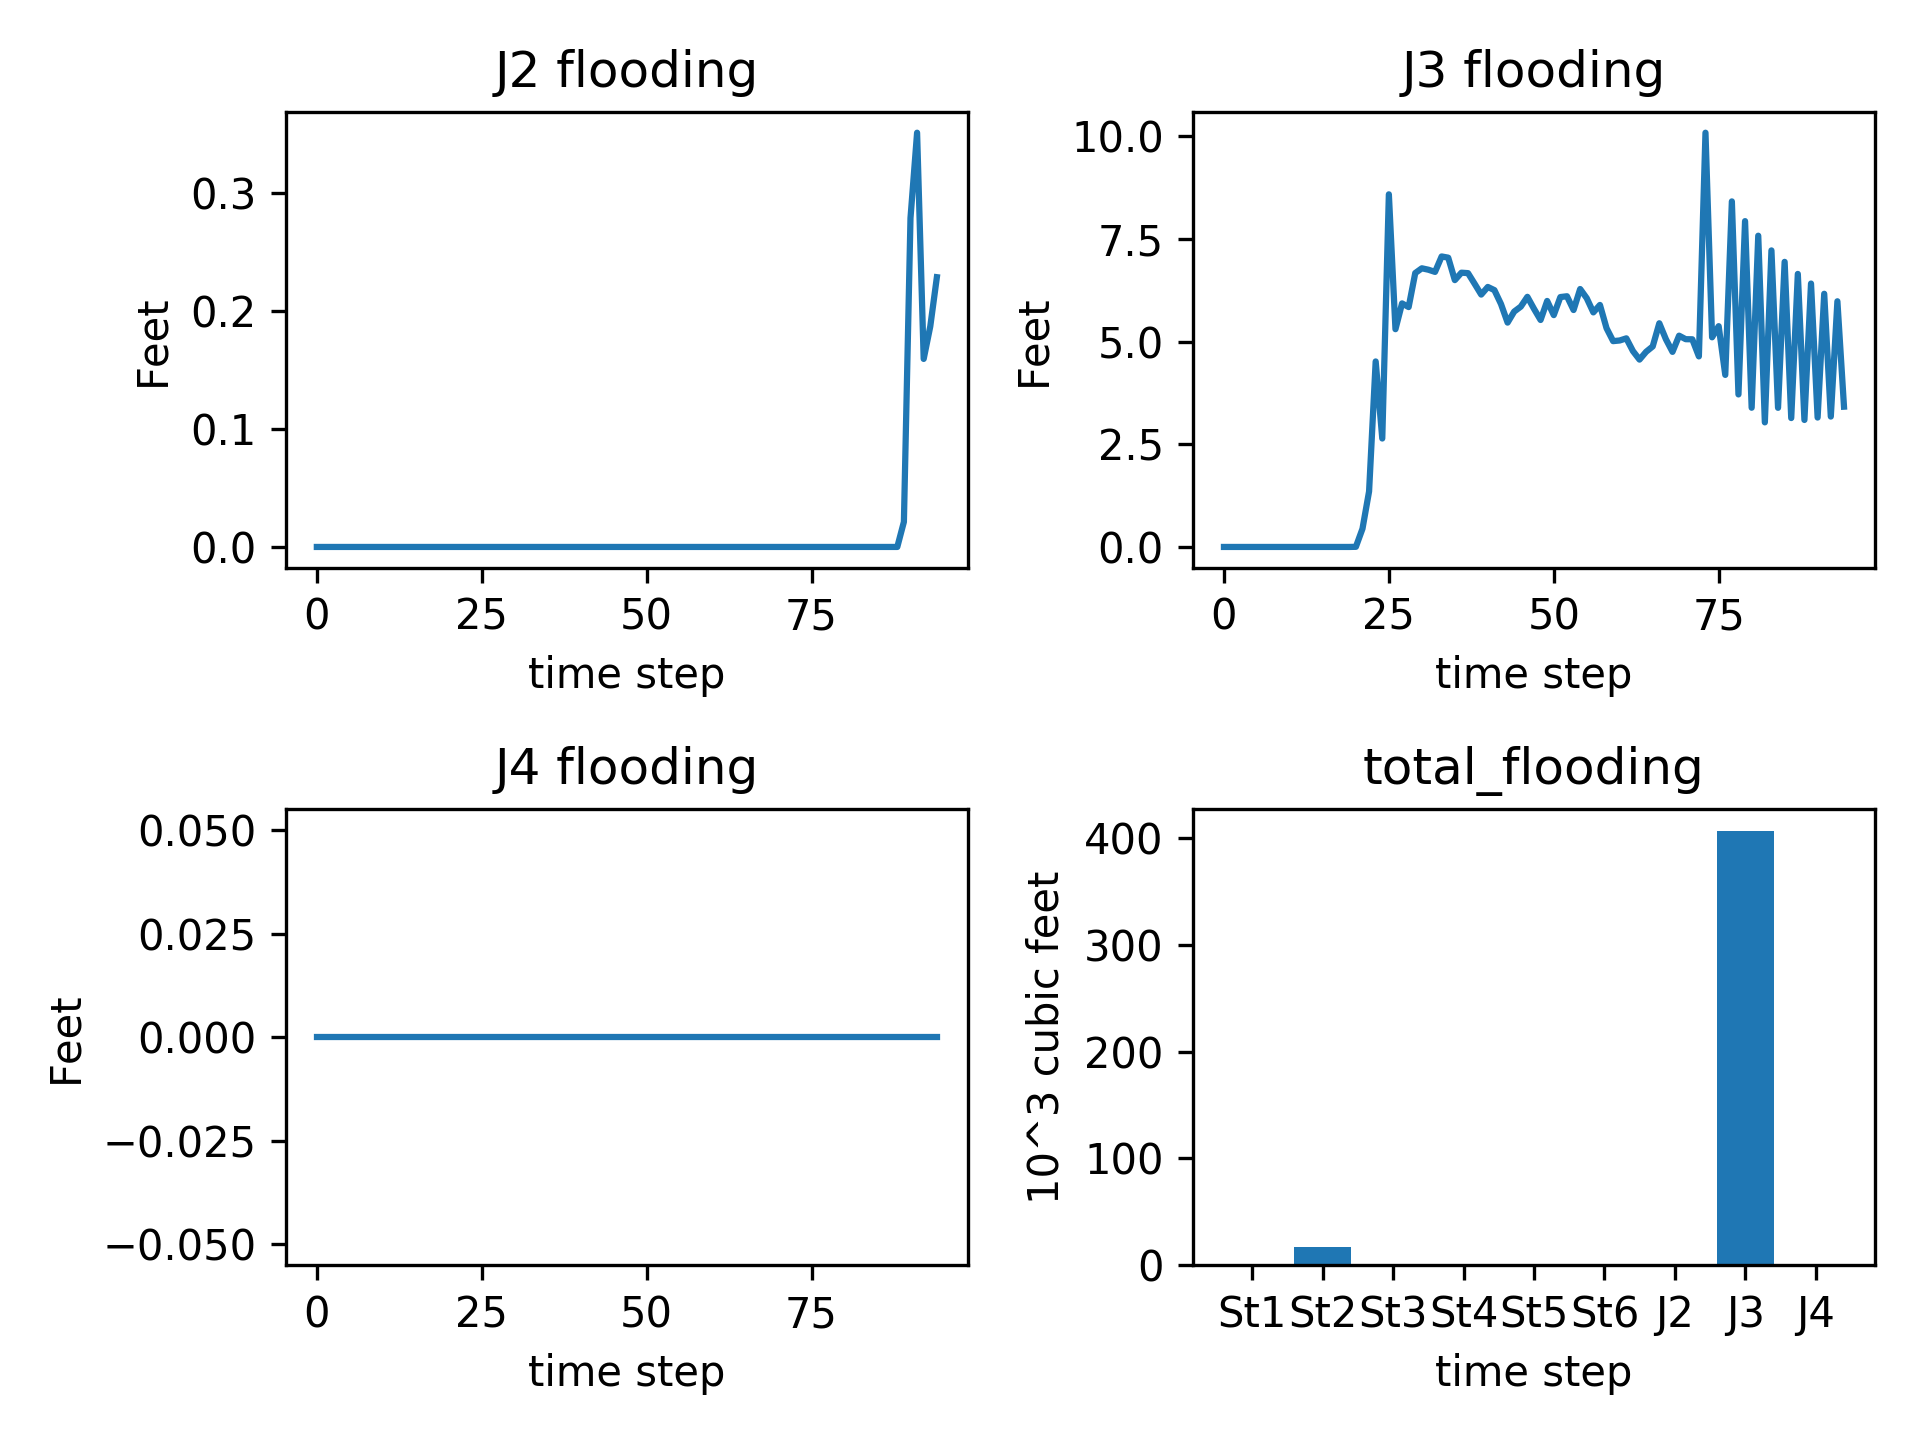 J2 flooding
Feet
0.3
0.2
0.1
0.0
0 25 50 75
time step
J3 flooding
Feet
10.0
7.5
5.0
2.5
0.0
0 25 50 75
time step
J4 flooding
Feet
0.050
0.025
0.000
−0.025
−0.050
0 25 50 75
time step
total_flooding
10^3 cubic feet
400
300
200
100
0
St1 St2 St3 St4 St5 St6 J2 J3 J4
time step